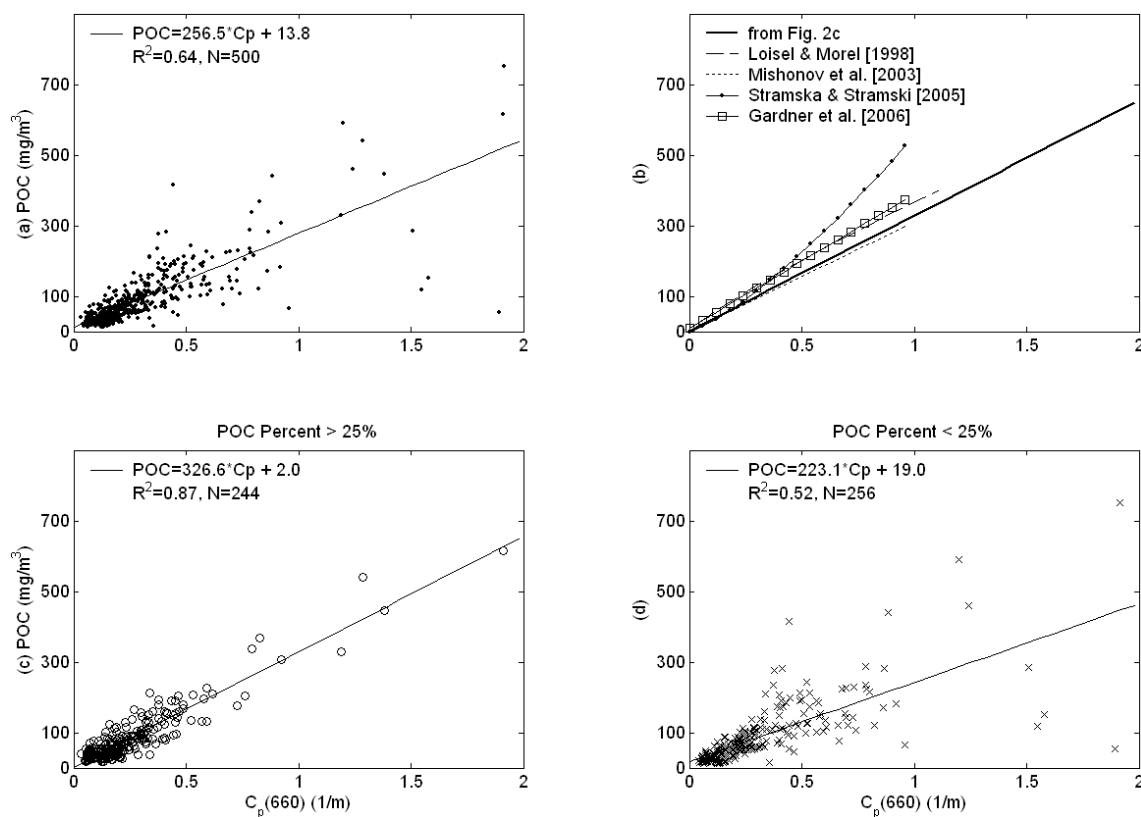 POC=256.5*Cp + 13.8
R²=0.64, N=500
700
500
300
100
0
(a) POC (mg/m³)
0
0.5
1
1.5
2
from Fig. 2c
Loisel & Morel [1998]
Mishonov et al. [2003]
Stramska & Stramski [2005]
Gardner et al. [2006]
700
500
300
100
0
(b)
0
0.5
1
1.5
2
POC Percent > 25%
POC=326.6*Cp + 2.0
R²=0.87, N=244
700
500
300
100
0
(c) POC (mg/m³)
0
0.5
1
1.5
2
Cp(660) (1/m)
POC Percent < 25%
POC=223.1*Cp + 19.0
R²=0.52, N=256
700
500
300
100
0
(d)
0
0.5
1
1.5
2
Cp(660) (1/m)